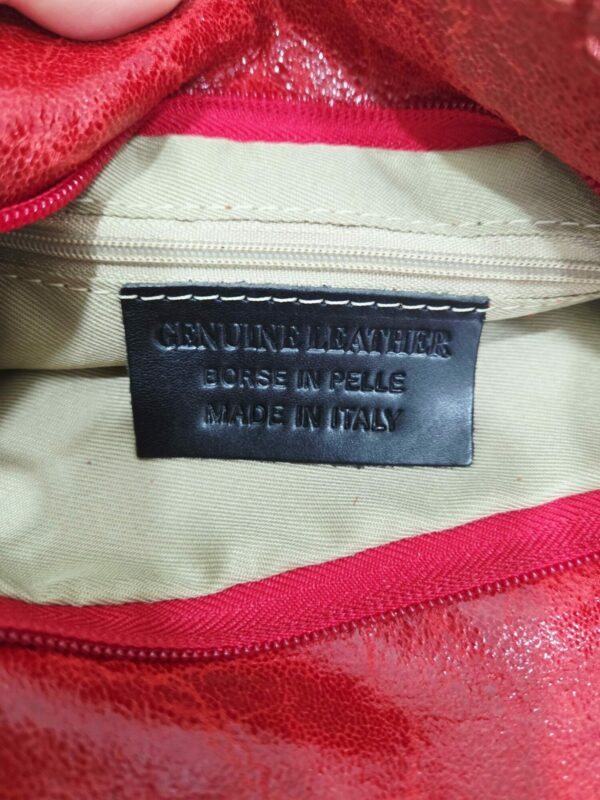 GENUINE LEATHER
BORSE IN PELLE
MADE IN ITALY